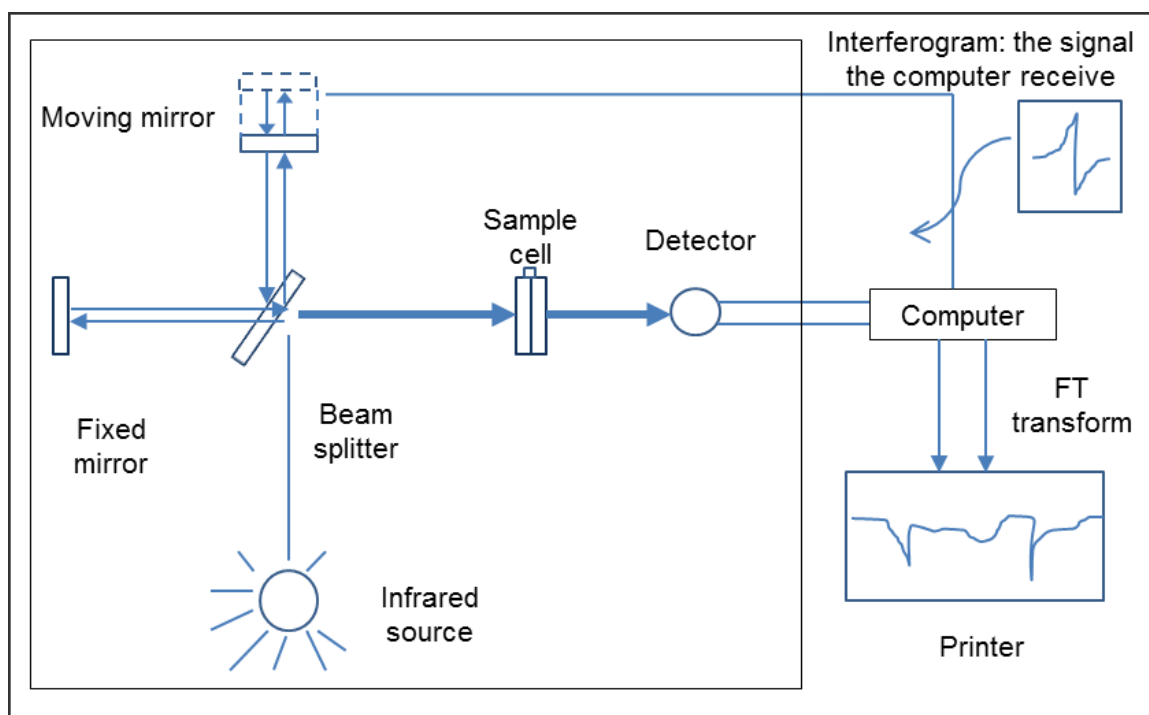 Interferogram: the signal
the computer receive
Moving mirror
Sample
cell
Detector
Computer
Fixed
mirror
Beam
splitter
FT
transform
Infrared
source
Printer